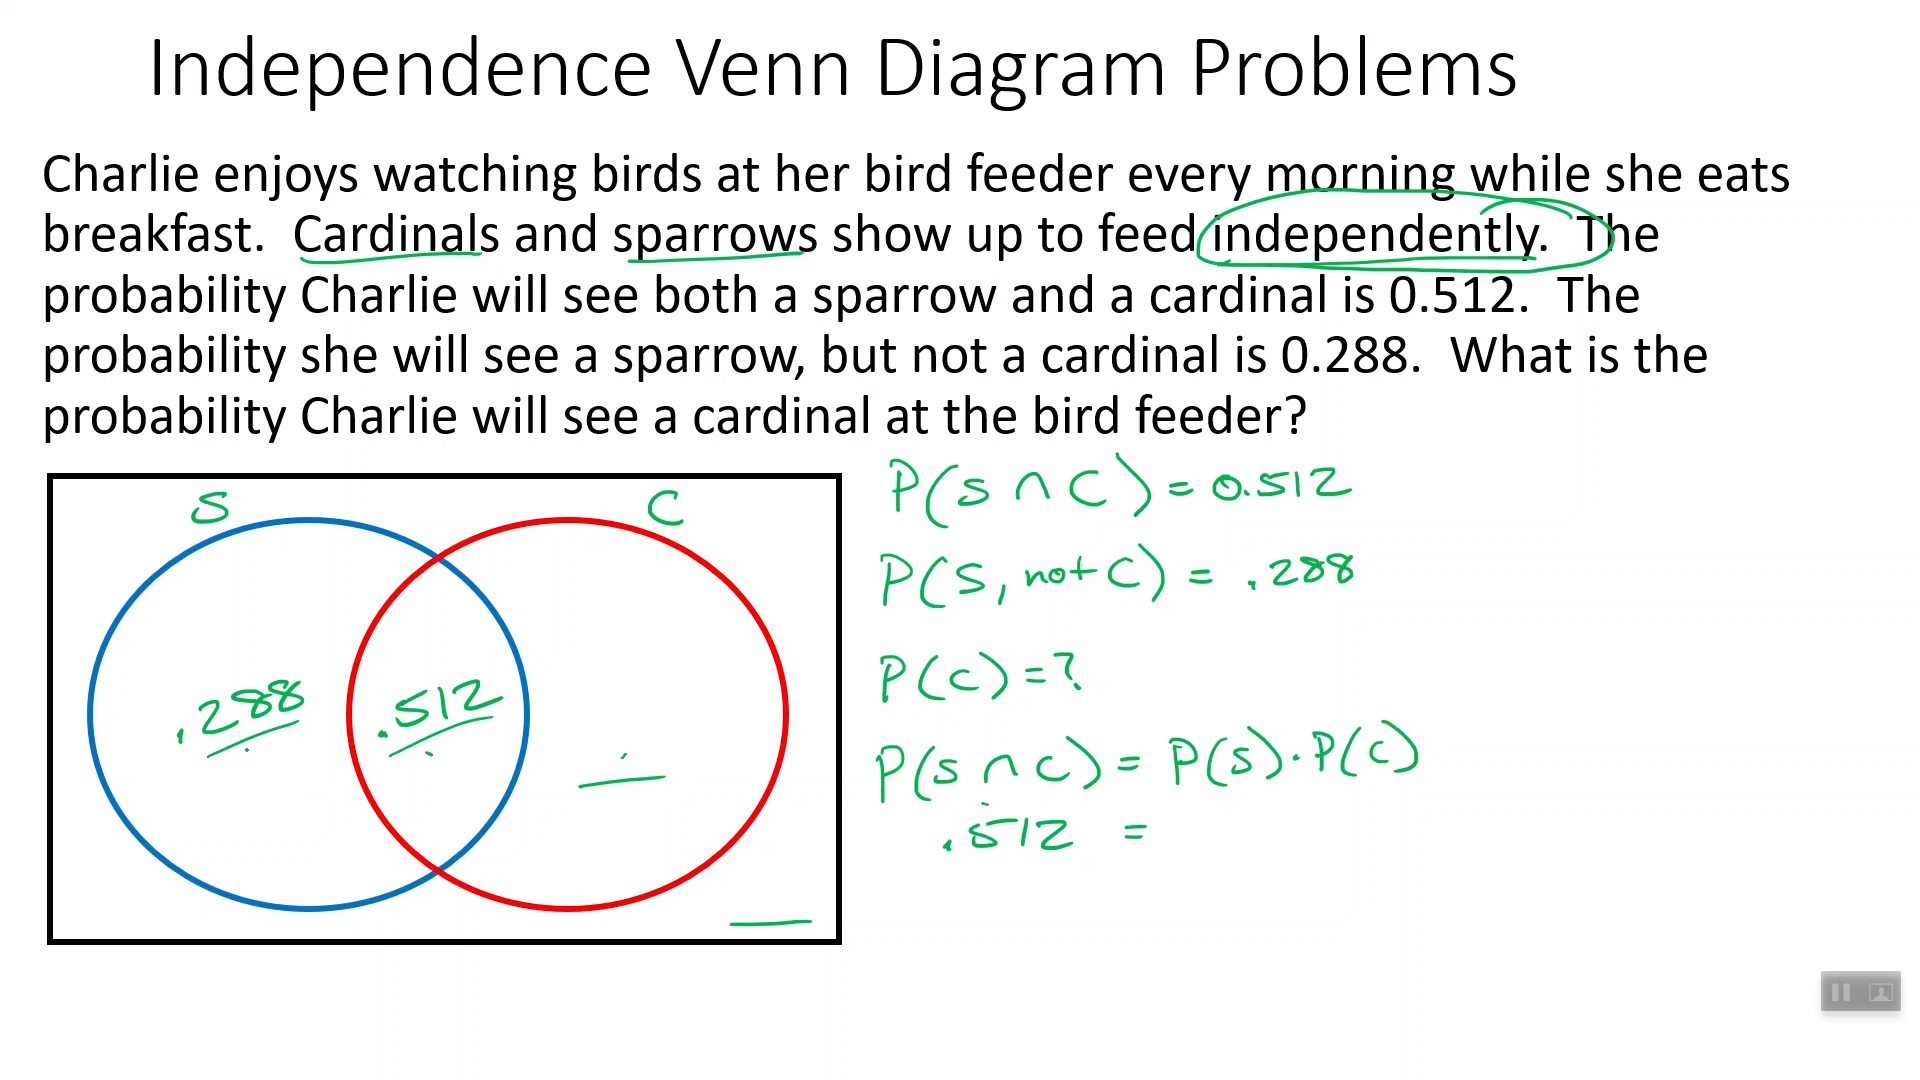 Independence Venn Diagram Problems
Charlie enjoys watching birds at her bird feeder every morning while she eats
breakfast. Cardinals and sparrows show up to feed independently. The
probability Charlie will see both a sparrow and a cardinal is 0.512. The
probability she will see a sparrow, but not a cardinal is 0.288. What is the
probability Charlie will see a cardinal at the bird feeder?
S C
.288 .512
P(S ∩ C) = 0.512
P(S, not C) = .288
P(C) = ?
P(S ∩ C) = P(S) · P(C)
.512 =